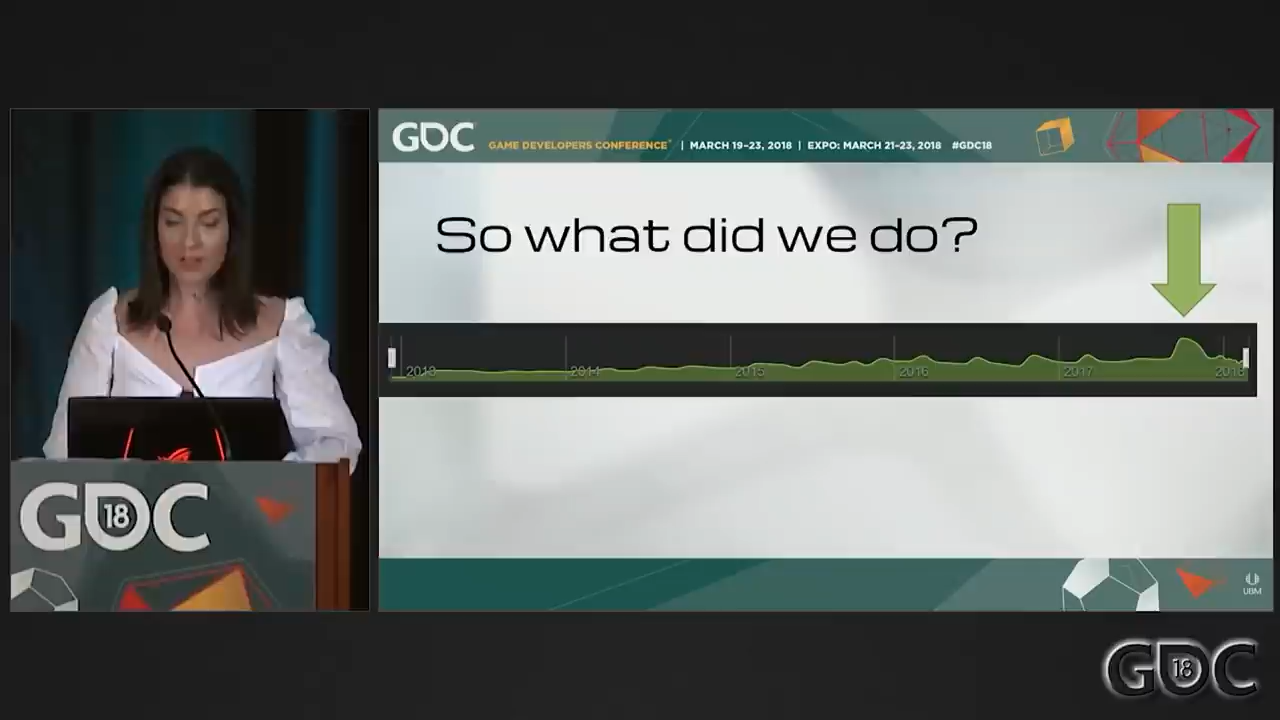 GDC GAME DEVELOPERS CONFERENCE® | MARCH 19–23, 2018 | EXPO: MARCH 21–23, 2018 #GDC18
So what did we do?
2013 2014 2015 2016 2017 2018
UBM
GDC 18
GDC 18